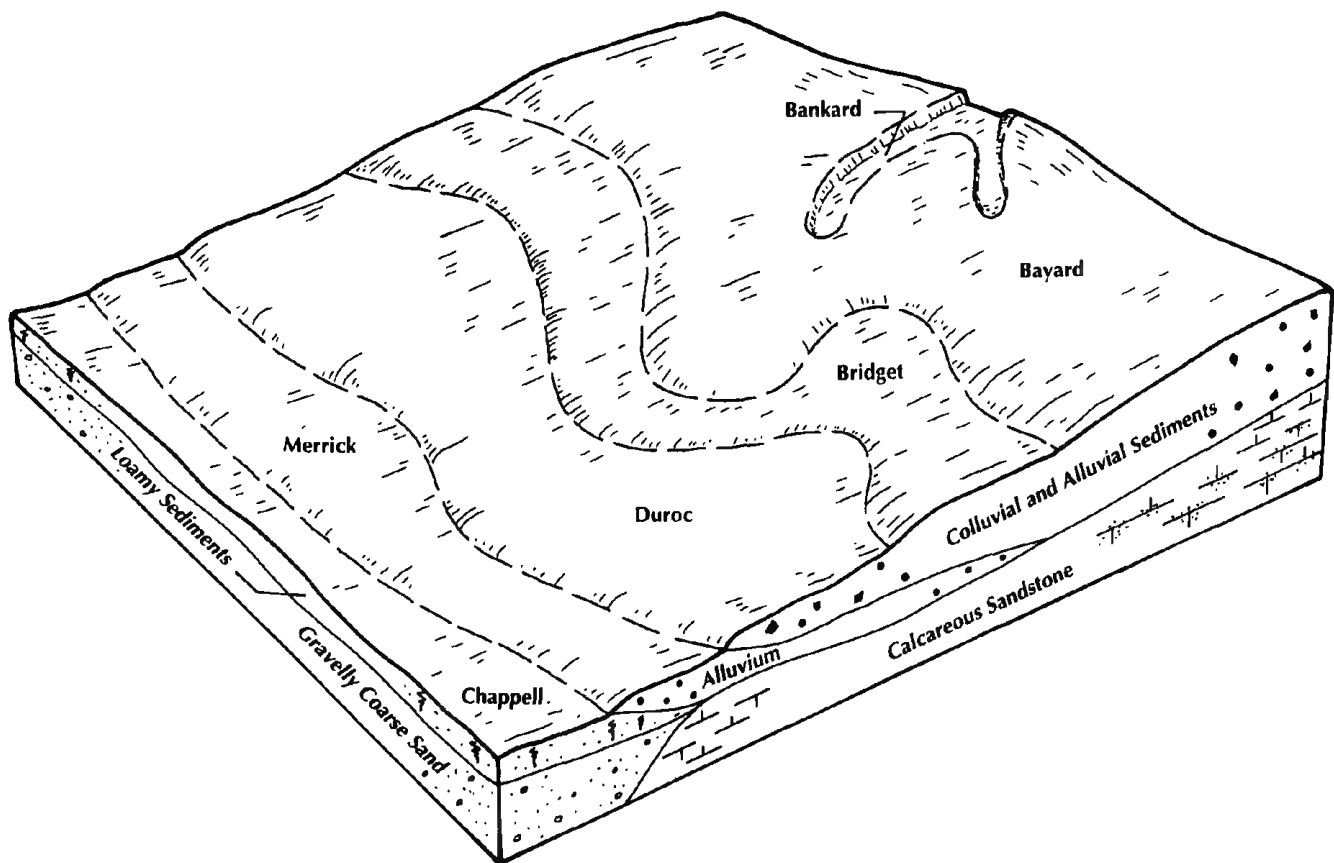 Bankard
Bayard
Bridget
Merrick
Duroc
Chappell
Loamy Sediments
Gravelly Coarse Sand
Alluvium
Colluvial and Alluvial Sediments
Calcareous Sandstone